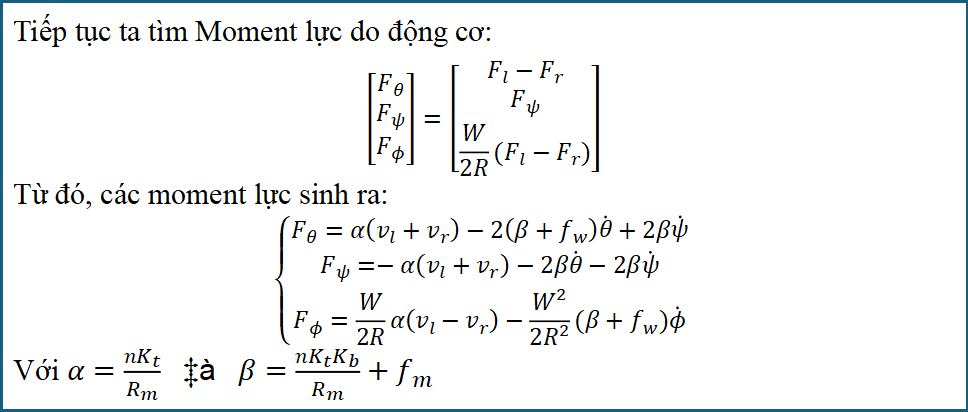 Tiếp tục ta tìm Moment lực do động cơ:
[F_θ F_ψ F_ϕ] = [F_l − F_r F_ψ W/2R (F_l − F_r)]
Từ đó, các moment lực sinh ra:
F_θ = α(v_l + v_r) − 2(β + f_w)θ̇ + 2βψ̇
F_ψ =− α(v_l + v_r) − 2βθ̇ − 2βψ̇
F_ϕ = W/2R α(v_l − v_r) − W²/2R² (β + f_w)ϕ̇
Với α = nK_t/R_m ‡à β = nK_tK_b/R_m + f_m